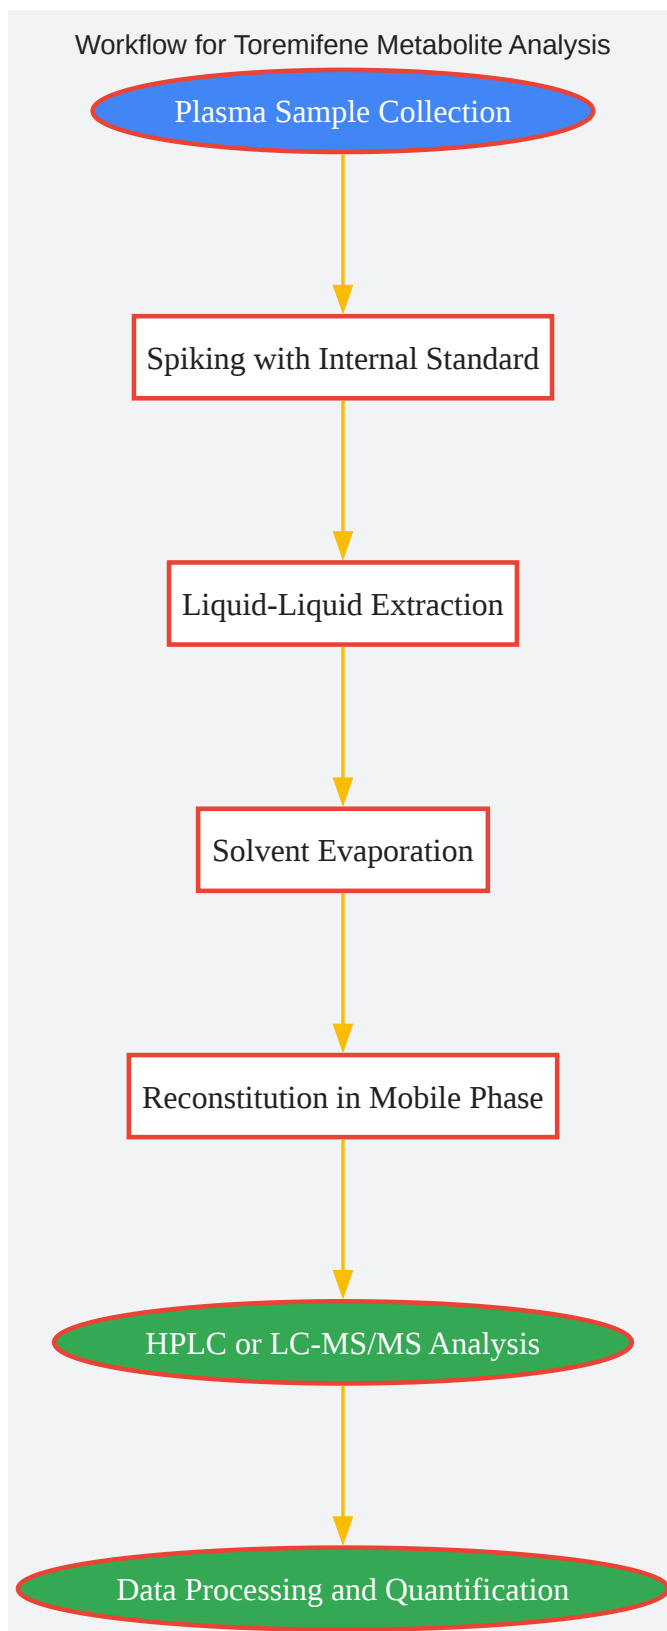 Workflow for Toremifene Metabolite Analysis
Plasma Sample Collection
Spiking with Internal Standard
Liquid-Liquid Extraction
Solvent Evaporation
Reconstitution in Mobile Phase
HPLC or LC-MS/MS Analysis
Data Processing and Quantification